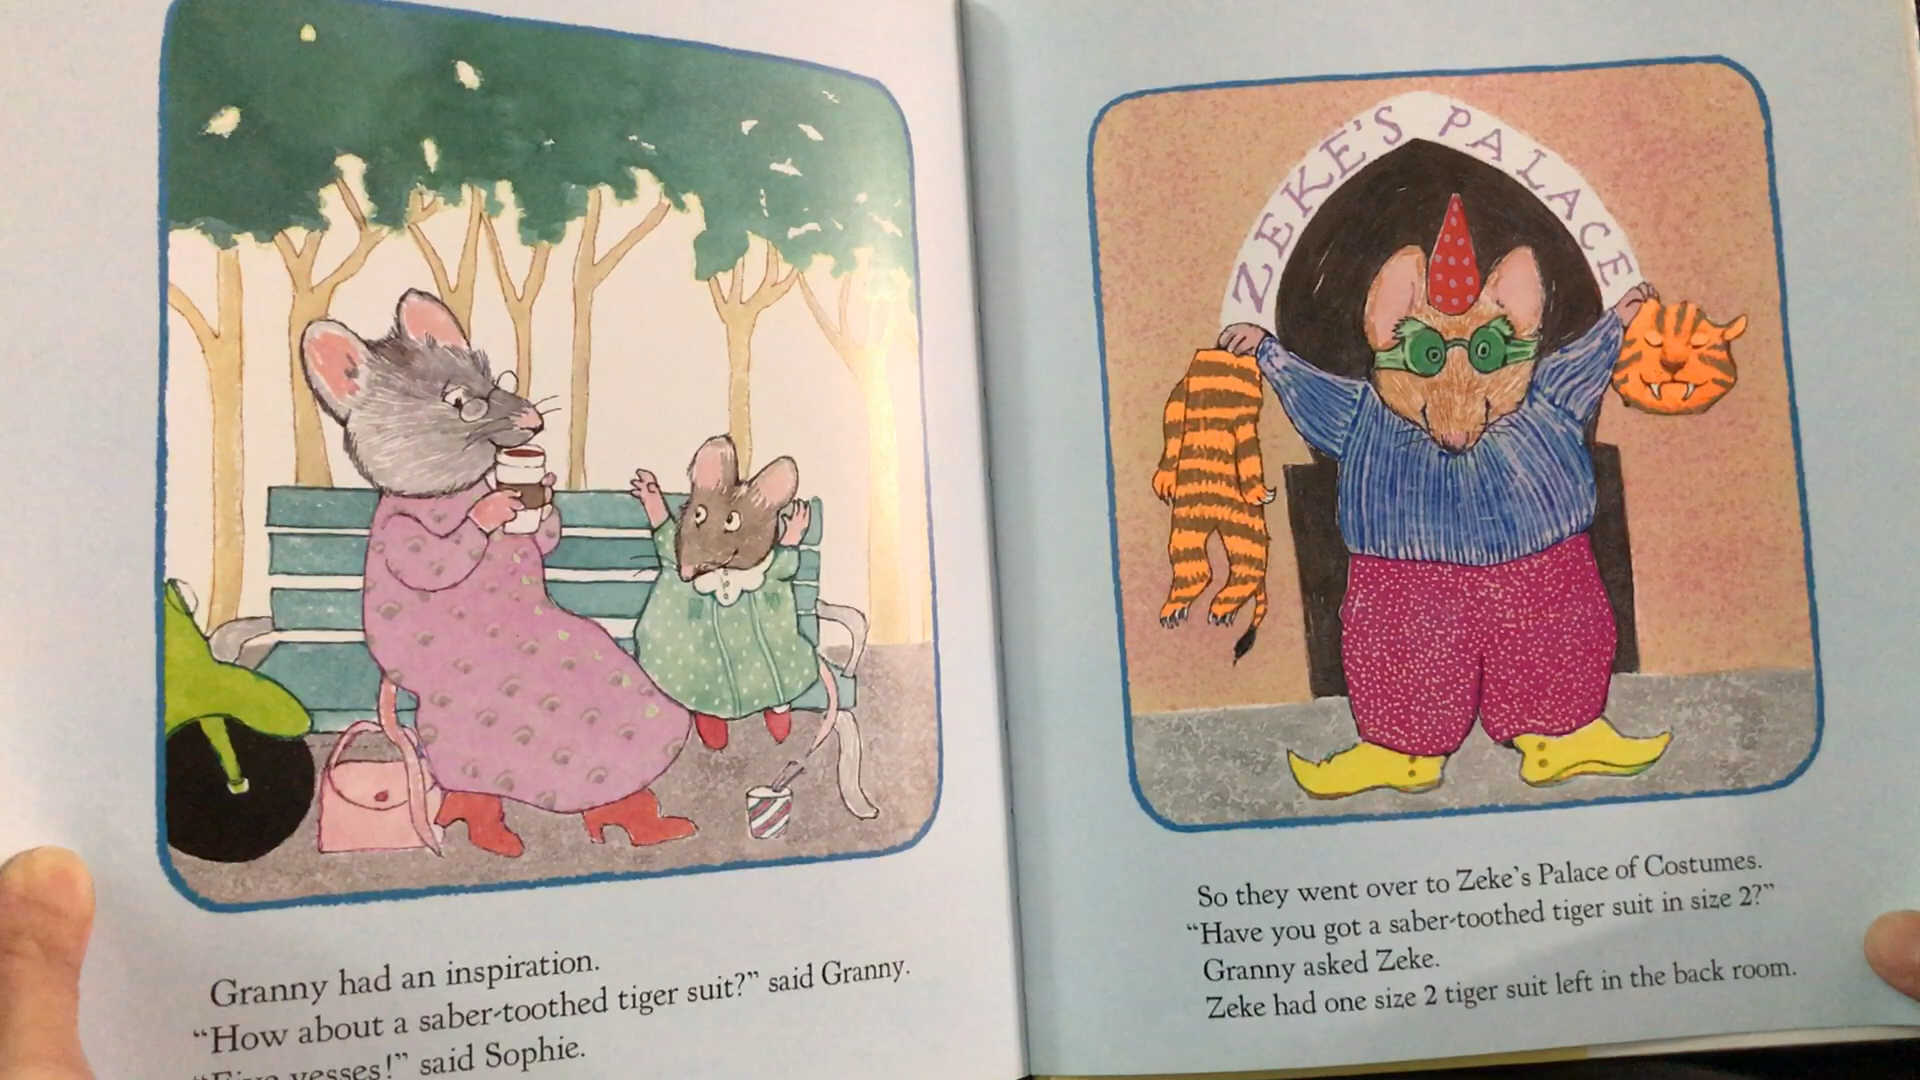 Granny had an inspiration.
“How about a saber-toothed tiger suit?” said Granny.
“Five yesses!” said Sophie.
ZEKE'S PALACE
So they went over to Zeke’s Palace of Costumes.
“Have you got a saber-toothed tiger suit in size 2?”
Granny asked Zeke.
Zeke had one size 2 tiger suit left in the back room.